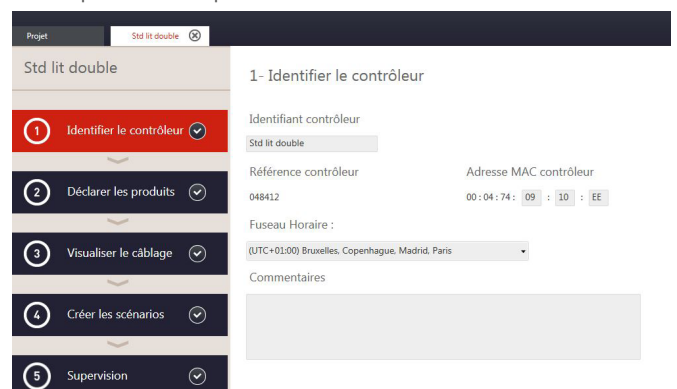 Projet
Std lit double
Std lit double
1 Identifier le contrôleur
2 Déclarer les produits
3 Visualiser le câblage
4 Créer les scénarios
5 Supervision
1- Identifier le contrôleur
Identifiant contrôleur
Std lit double
Référence contrôleur Adresse MAC contrôleur
048412 00 : 04 : 74 : 09 : 10 : EE
Fuseau Horaire :
(UTC+01:00) Bruxelles, Copenhague, Madrid, Paris
Commentaires